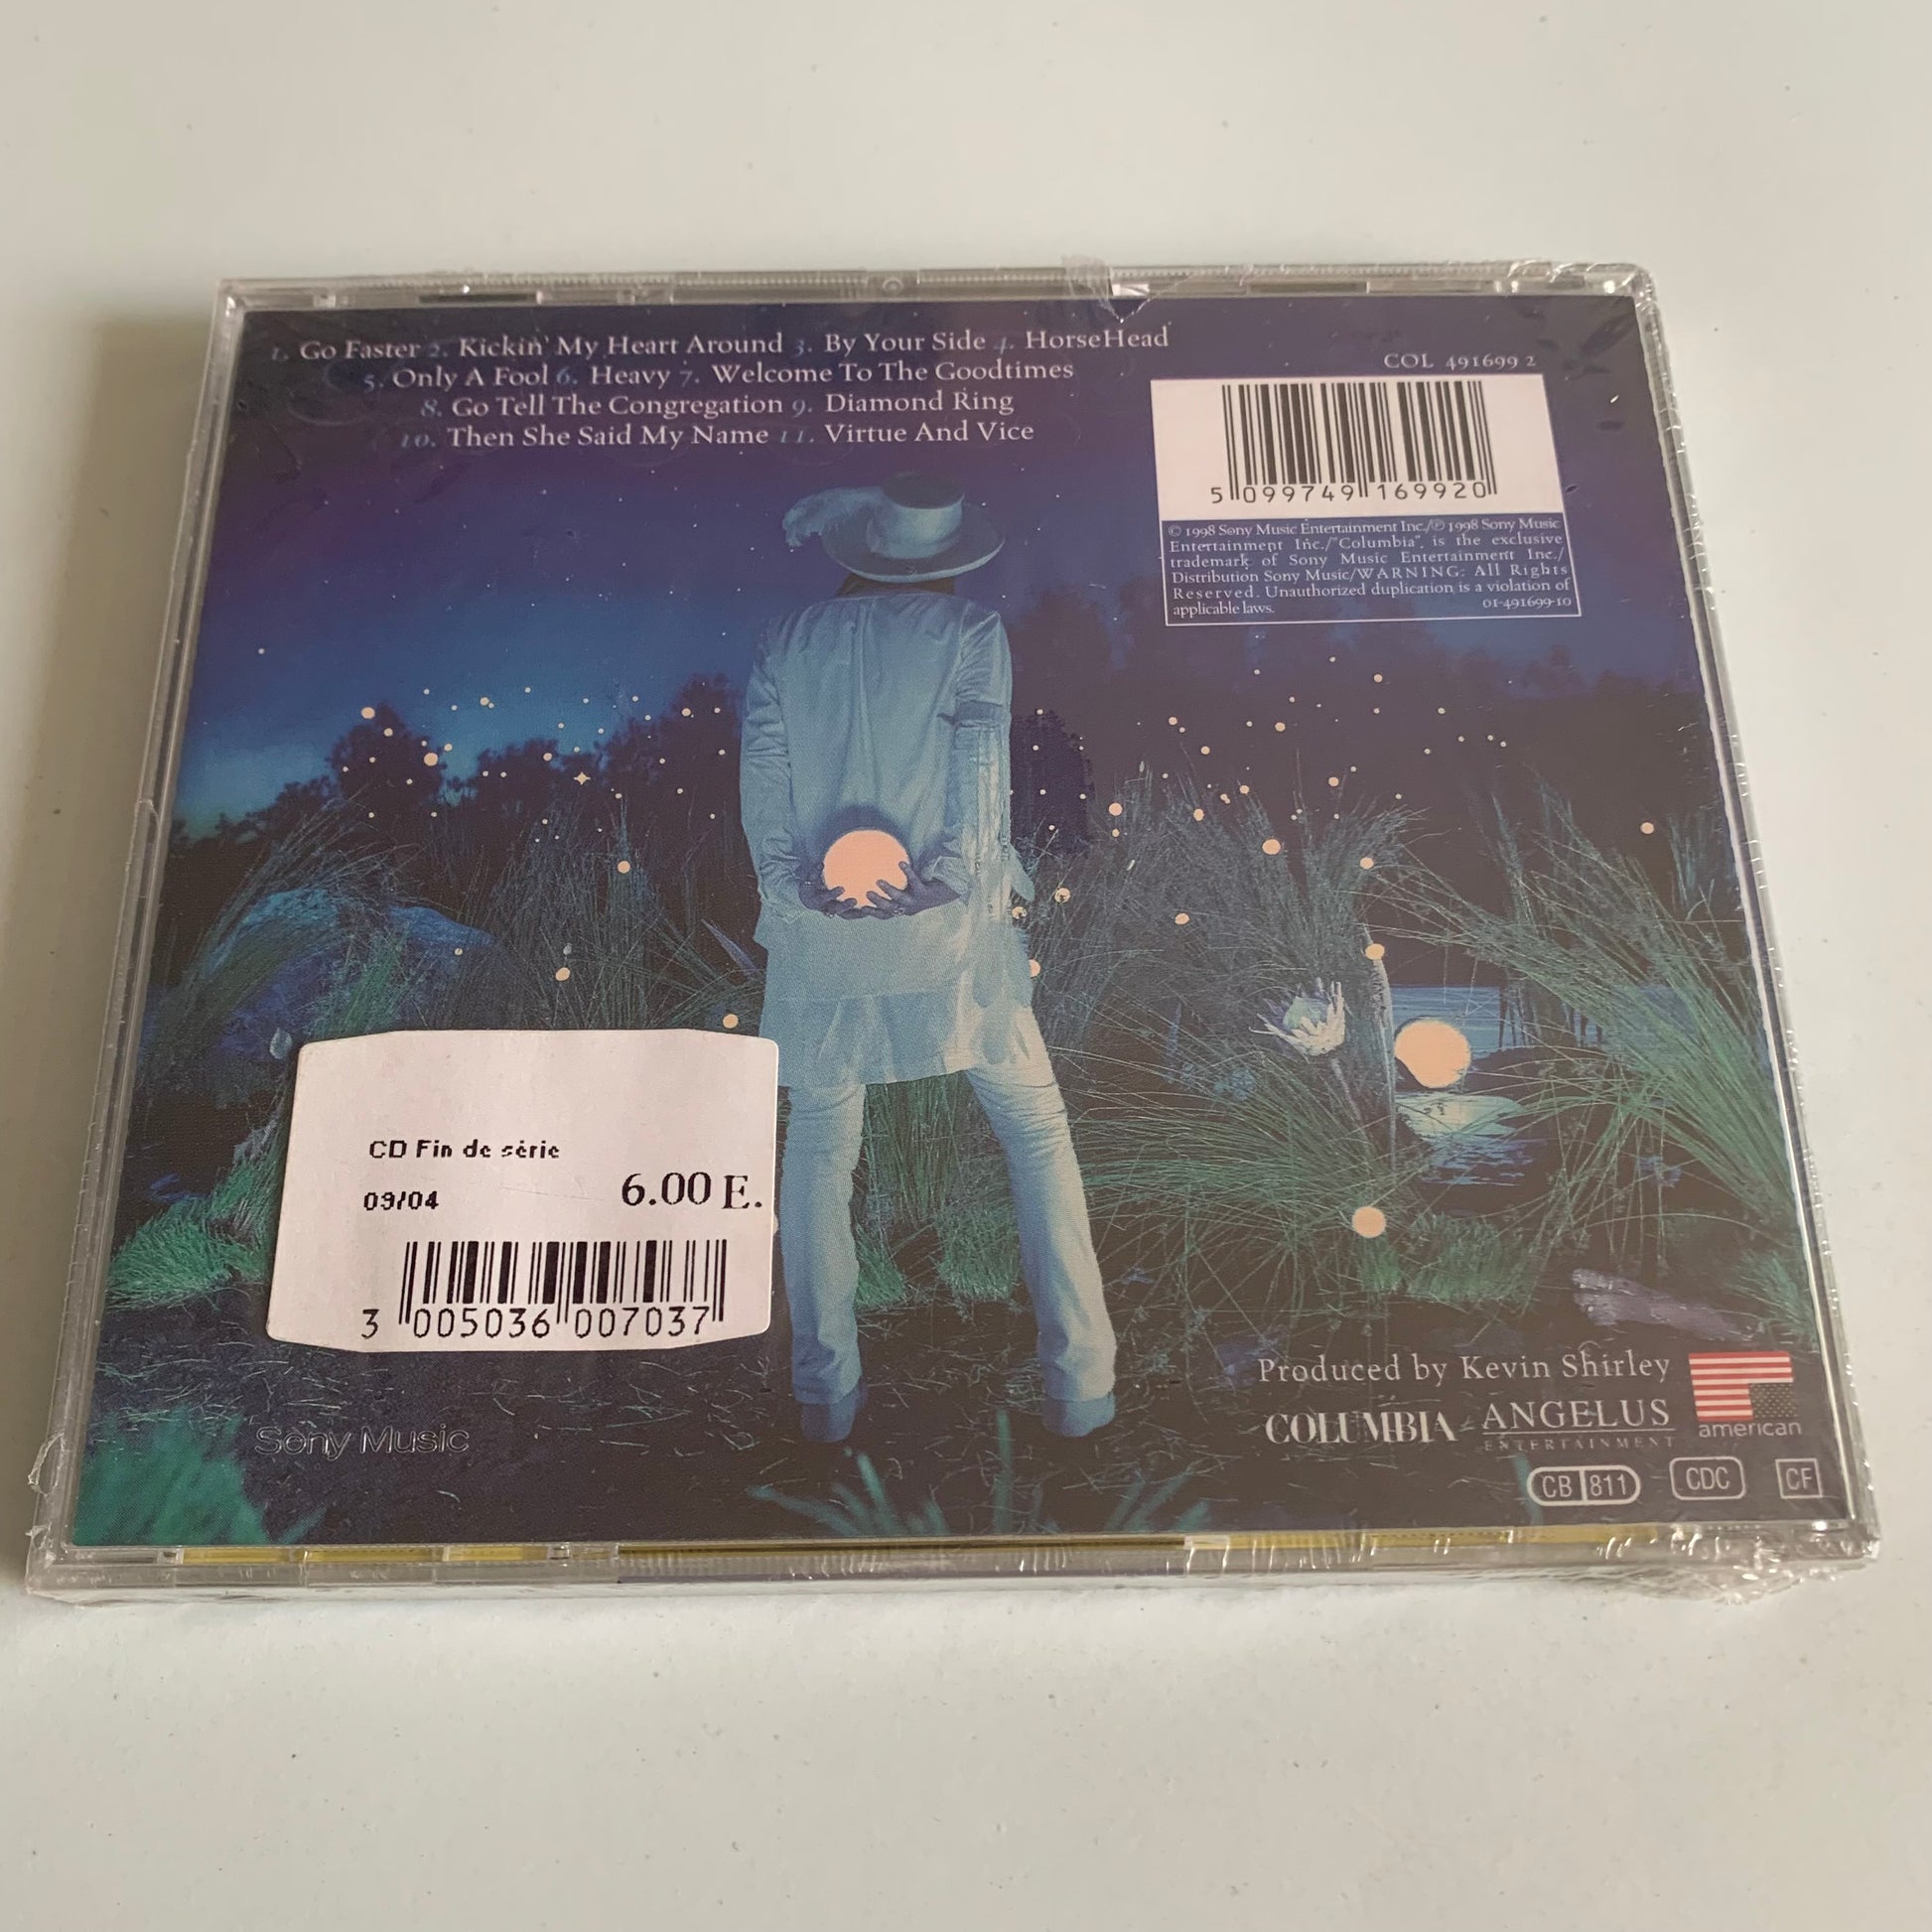 1. Go Faster 2. Kickin' My Heart Around 3. By Your Side 4. HorseHead
5. Only A Fool 6. Heavy 7. Welcome To The Goodtimes
8. Go Tell The Congregation 9. Diamond Ring
10. Then She Said My Name 11. Virtue And Vice
COL 491699 2
5 099749 169920
© 1998 Sony Music Entertainment Inc./℗ 1998 Sony Music
Entertainment Inc./"Columbia", is the exclusive
trademark of Sony Music Entertainment Inc./
Distribution Sony Music/WARNING: All Rights
Reserved. Unauthorized duplication is a violation of
applicable laws. 01-491699-10
CD Fin de série
09/04 6.00 E.
3 005036 007037
Sony Music
Produced by Kevin Shirley
COLUMBIA ANGELUS
ENTERTAINMENT
american
CB 811 CDC CF